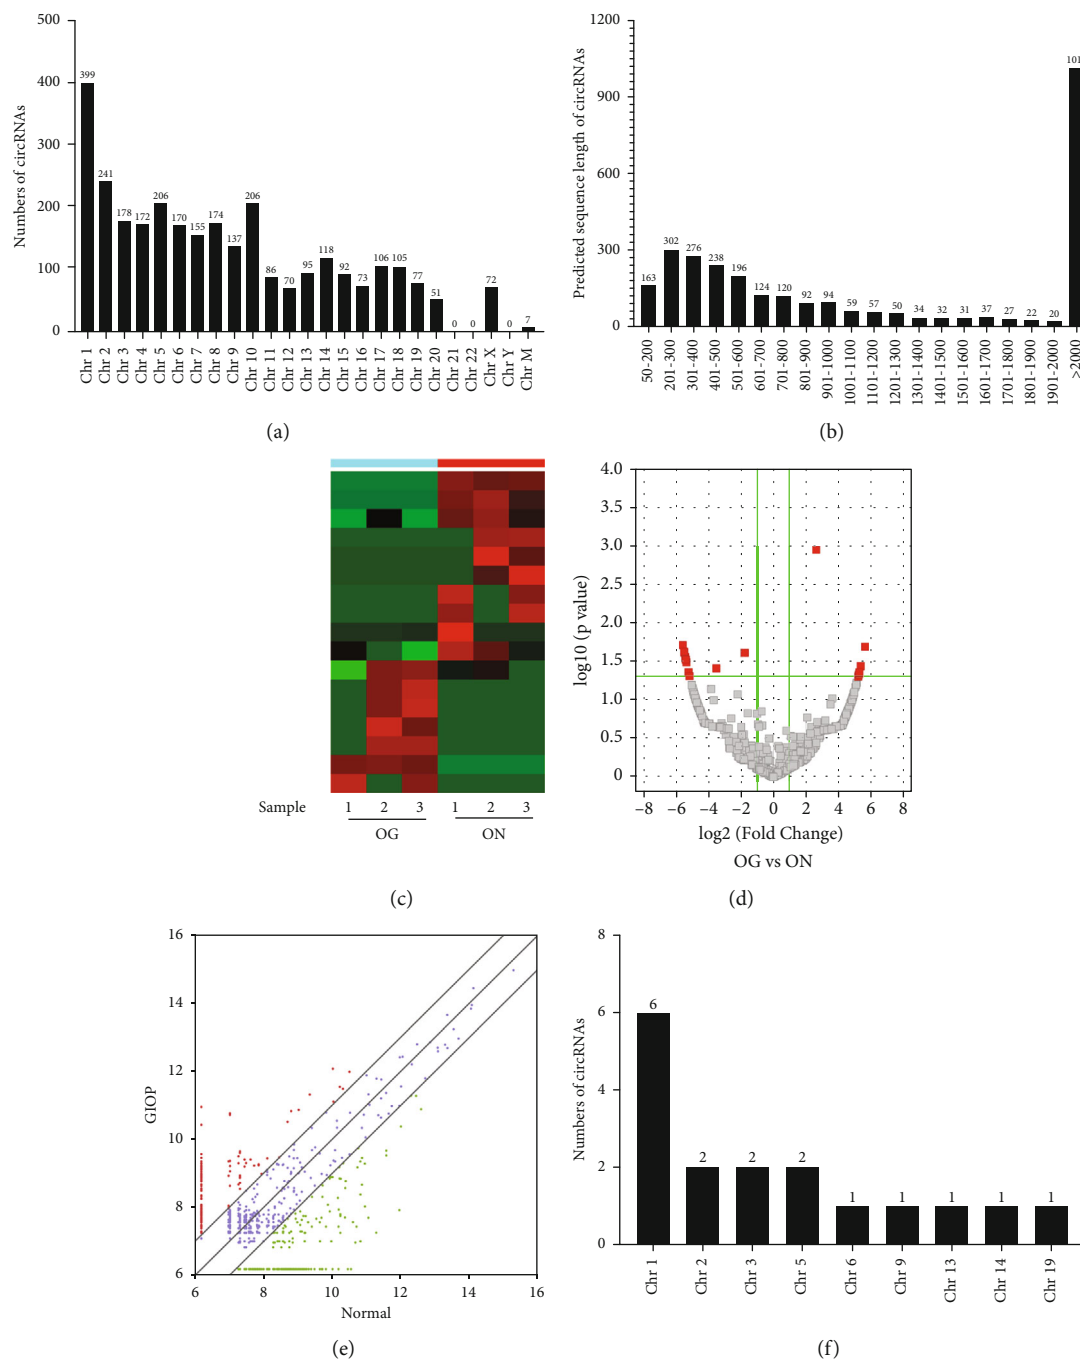 500
400
300
200
100
0
Numbers of circRNAs
399
241
178
172
206
170
155
174
137
206
86
70
95
118
92
73
106
105
77
51
0
0
72
0
7
Chr 1
Chr 2
Chr 3
Chr 4
Chr 5
Chr 6
Chr 7
Chr 8
Chr 9
Chr 10
Chr 11
Chr 12
Chr 13
Chr 14
Chr 15
Chr 16
Chr 17
Chr 18
Chr 19
Chr 20
Chr 21
Chr 22
Chr X
Chr Y
Chr M
(a)
1200
900
600
300
0
Predicted sequence length of circRNAs
163
302
276
238
196
124
120
92
94
59
57
50
34
32
31
37
27
22
20
101
50-200
201-300
301-400
401-500
501-600
601-700
701-800
801-900
901-1000
1001-1100
1101-1200
1201-1300
1301-1400
1401-1500
1501-1600
1601-1700
1701-1800
1801-1900
1901-2000
>2000
(b)
Sample
1 2 3 1 2 3
OG ON
(c)
4.0
3.5
3.0
2.5
2.0
1.5
1.0
0.5
0
log10 (p value)
−8 −6 −4 −2 0 2 4 6 8
log2 (Fold Change)
OG vs ON
(d)
16
14
12
10
8
6
GIOP
6 8 10 12 14 16
Normal
(e)
8
6
4
2
0
Numbers of circRNAs
6
2
2
2
1
1
1
1
1
Chr 1
Chr 2
Chr 3
Chr 5
Chr 6
Chr 9
Chr 13
Chr 14
Chr 19
(f)